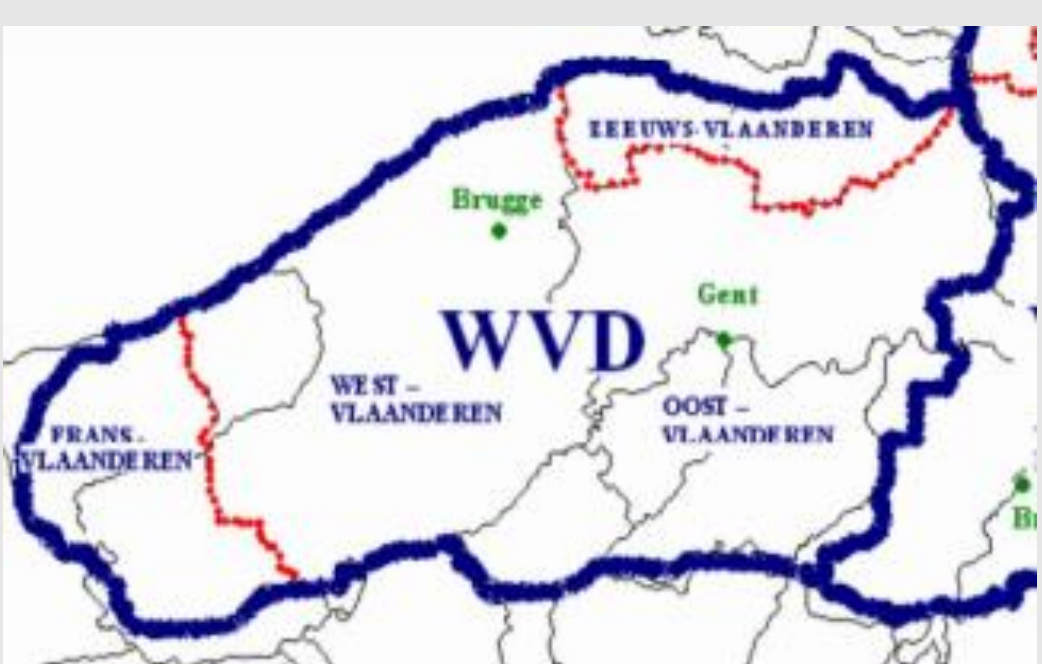 ZEEUWS-VLAANDEREN
Brugge
Gent
WVD
WEST –
VLAANDEREN
OOST –
VLAANDEREN
FRANS-
VLAANDEREN